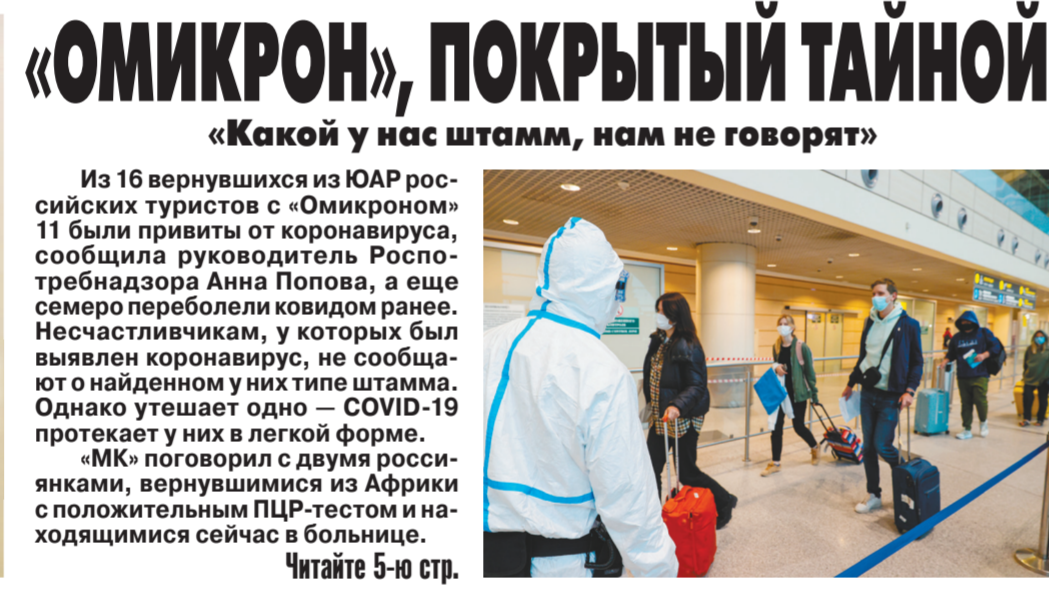 «ОМИКРОН», ПОКРЫТЫЙ ТАЙНОЙ
«Какой у нас штамм, нам не говорят»
Из 16 вернувшихся из ЮАР рос-
сийских туристов с «Омикроном»
11 были привиты от коронавируса,
сообщила руководитель Роспо-
требнадзора Анна Попова, а еще
семеро переболели ковидом ранее.
Несчастливчикам, у которых был
выявлен коронавирус, не сообща-
ют о найденном у них типе штамма.
Однако утешает одно — COVID-19
протекает у них в легкой форме.
«МК» поговорил с двумя росси-
янками, вернувшимися из Африки
с положительным ПЦР-тестом и на-
ходящимися сейчас в больнице.
Читайте 5-ю стр.